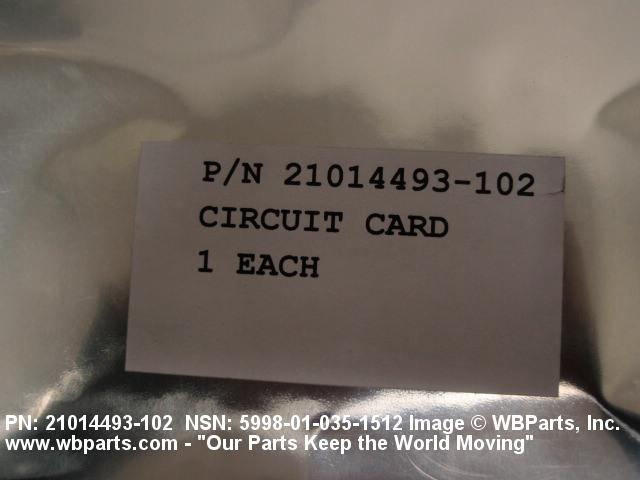 P/N 21014493-102
CIRCUIT CARD
1 EACH
PN: 21014493-102 NSN: 5998-01-035-1512 Image © WBParts, Inc.
www.wbparts.com - "Our Parts Keep the World Moving"